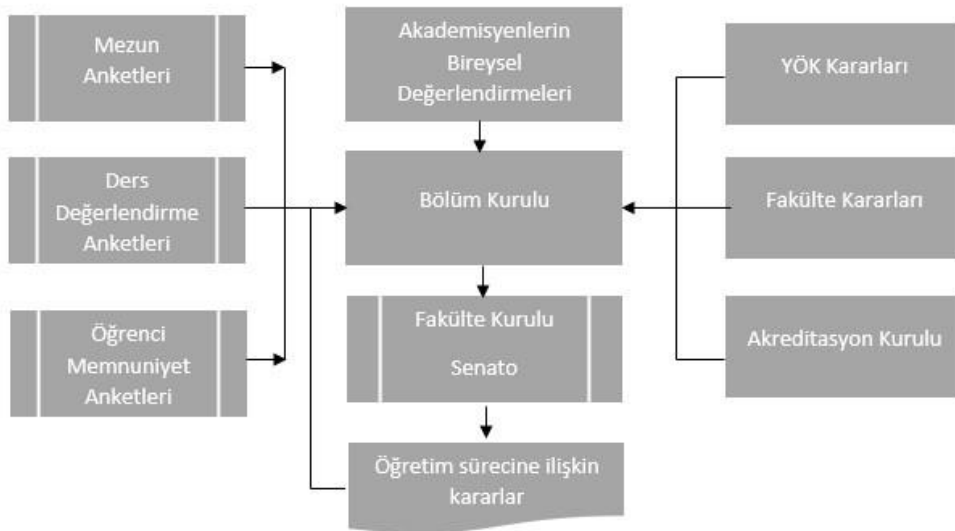 Mezun
Anketleri
Ders
Değerlendirme
Anketleri
Öğrenci
Memnuniyet
Anketleri
Akademisyenlerin
Bireysel
Değerlendirmeleri
Bölüm Kurulu
Fakülte Kurulu
Senato
Öğretim sürecine ilişkin
kararlar
YÖK Kararları
Fakülte Kararları
Akreditasyon Kurulu